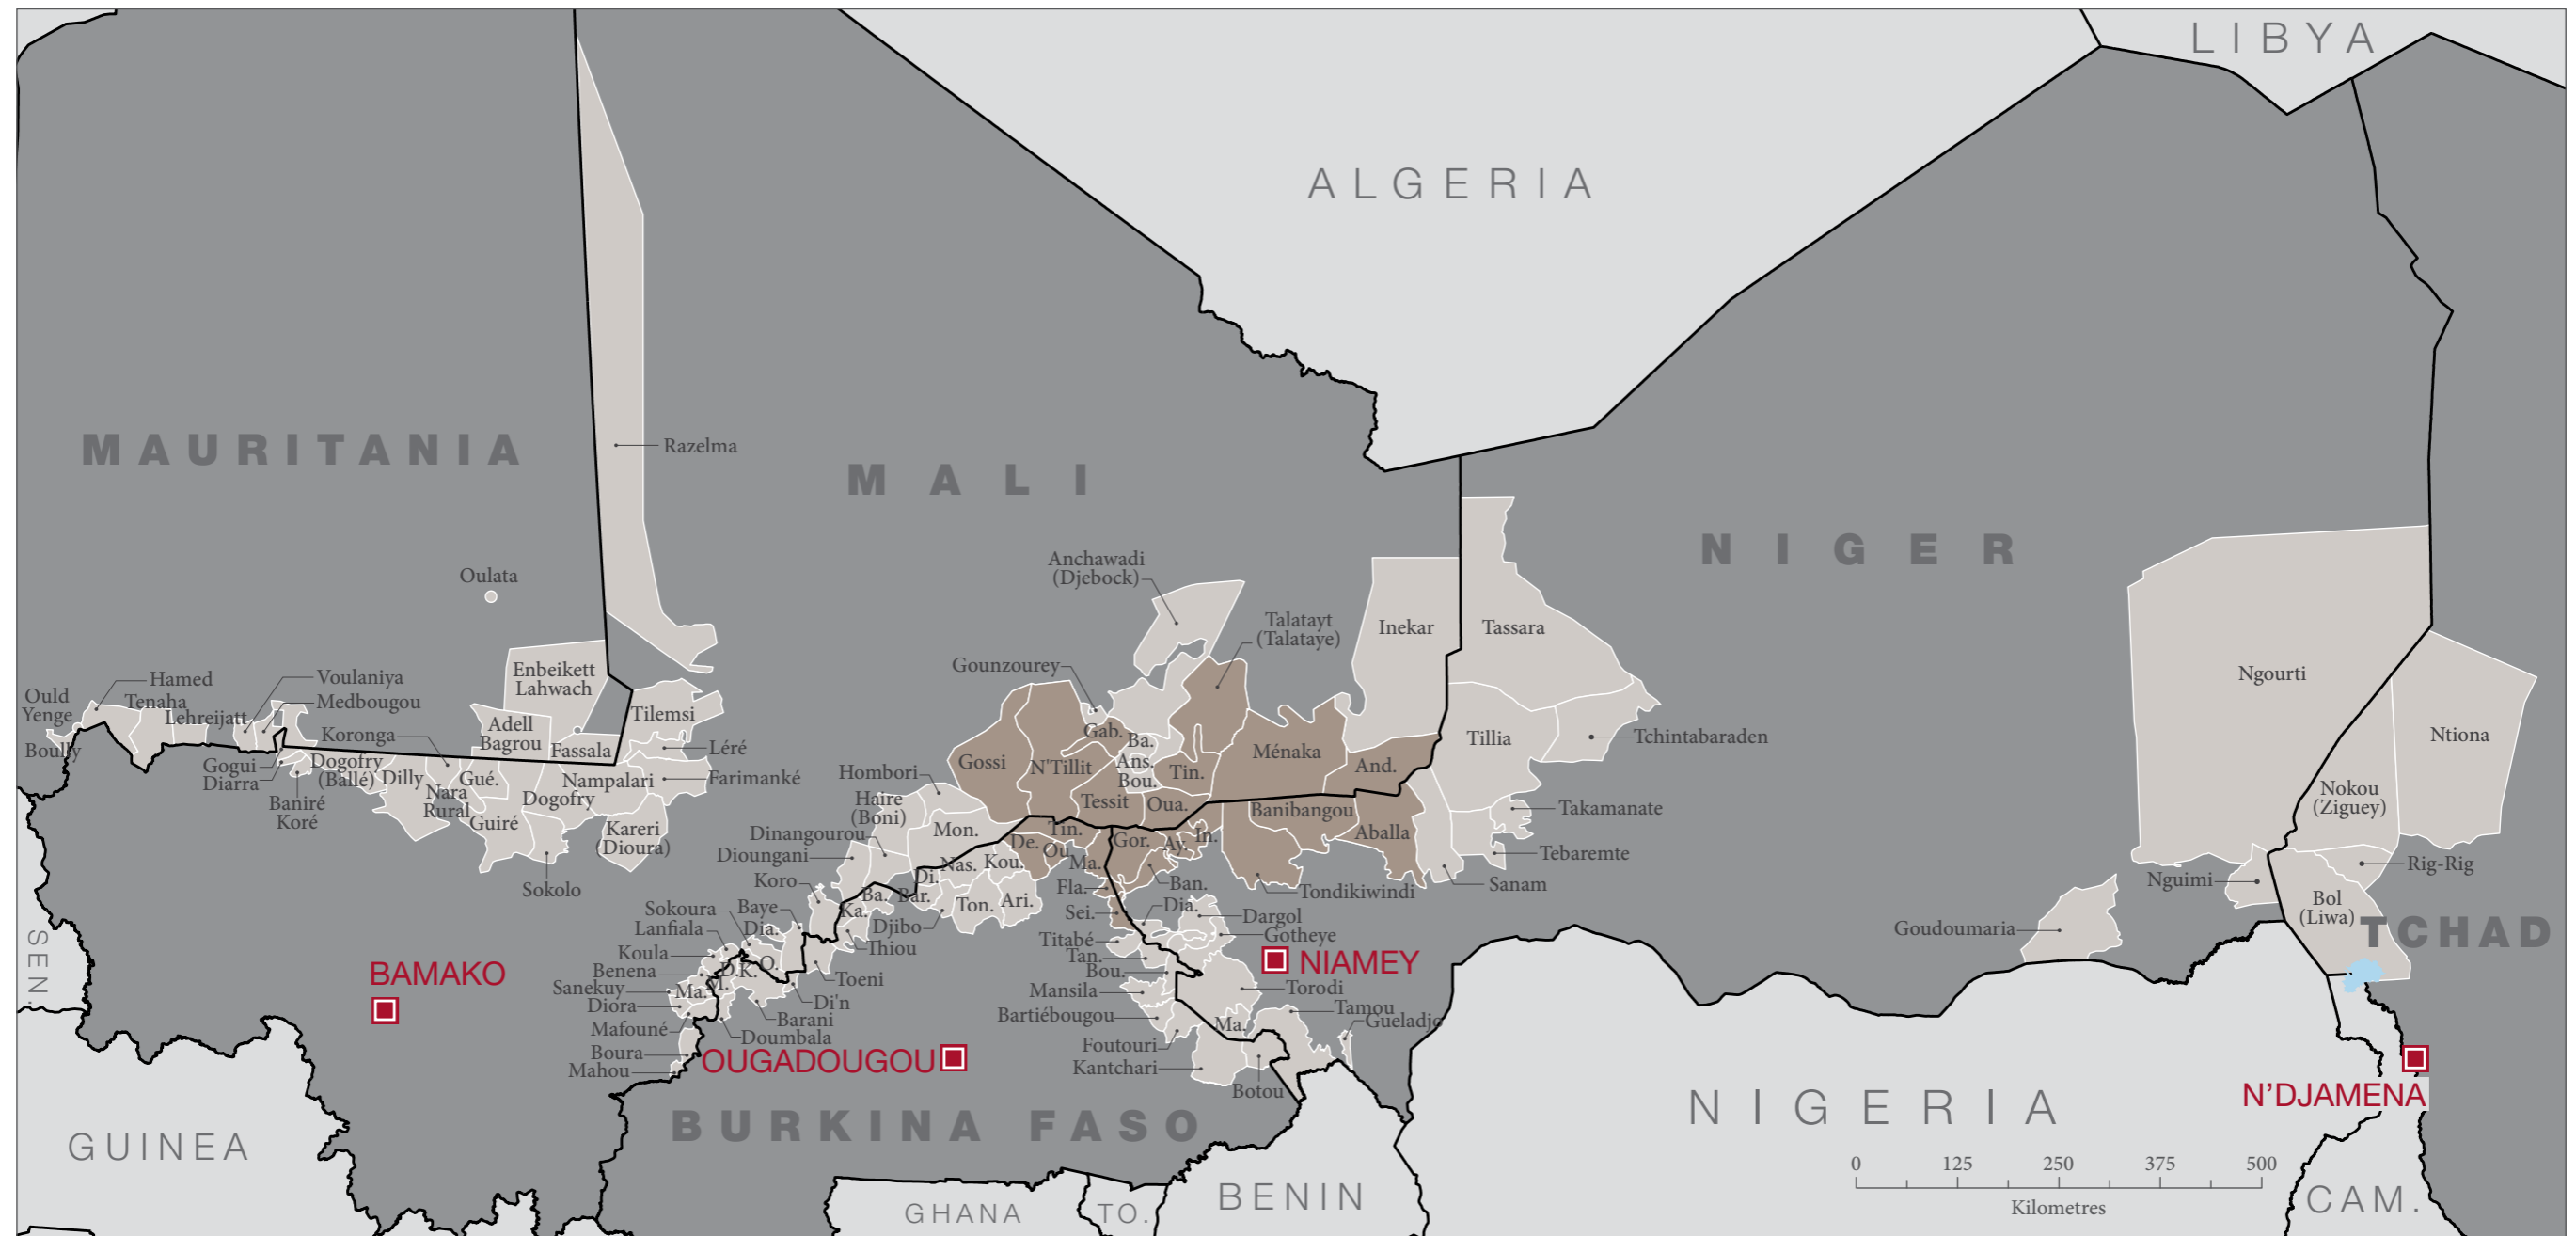 LIBYA
ALGERIA
MAURITANIA
Razelma
MALI
NIGER
Anchawadi
(Djebock)
Oulata
Talatayt
(Talataye)
Inekar
Tassara
Gounzourey
Enbeikett
Lahwach
Ngourti
Hamed
Voulaniya
Ould
Yenge
Tenaha
Medbougou
Lehreijatt
Tilemsi
Adell
Bagrou
Koronga
Gab.
Ba.
Ntiona
Boully
Fassala
Léré
Tillia
Tchintabaraden
Gossi
N'Tillit
Ans.
Bou.
Tin.
Ménaka
And.
Gogui
Diarra
Dogofry
(Ballé)
Dilly
Gué.
Nampalari
Farimanké
Hombori
Nara
Rural
Dogofry
Haire
(Boni)
Tessit
Oua.
Banibangou
Nokou
(Ziguey)
Takamanate
Baniré
Koré
Guiré
Kareri
(Dioura)
Dinangourou
Mon.
Tin.
De.
Ou.
Gor.
Ay.
In.
Aballa
Dioungani
Nas.
Kou.
Ma.
Tebaremte
Rig-Rig
Sokolo
Koro
Di.
Fla.
Ban.
Tondikiwindi
Sanam
Nguimi
Ba.
Bar.
Ton.
Ari.
Bol
(Liwa)
Sokoura
Baye
Ka.
Sei.
Dia.
Dargol
Lanfiala
Dia.
Djibo
Gotheye
Goudoumaria
TCHAD
Koula
Thiou
Titabé
SEN.
BAMAKO
Benena
D.K.
O.
Tan.
NIAMEY
Bou.
Toeni
Sanekuy
Ma.
M.
Mansila
Torodi
Diora
Di'n
Bartiébougou
Tamou
Mafouné
Barani
Ma.
Gueladjo
Doumbala
Foutouri
Boura
OUGADOUGOU
Kantchari
Mahou
Botou
N'DJAMENA
BURKINA FASO
NIGERIA
GUINEA
0 125 250 375 500
Kilometres
BENIN
CAM.
GHANA
TO.